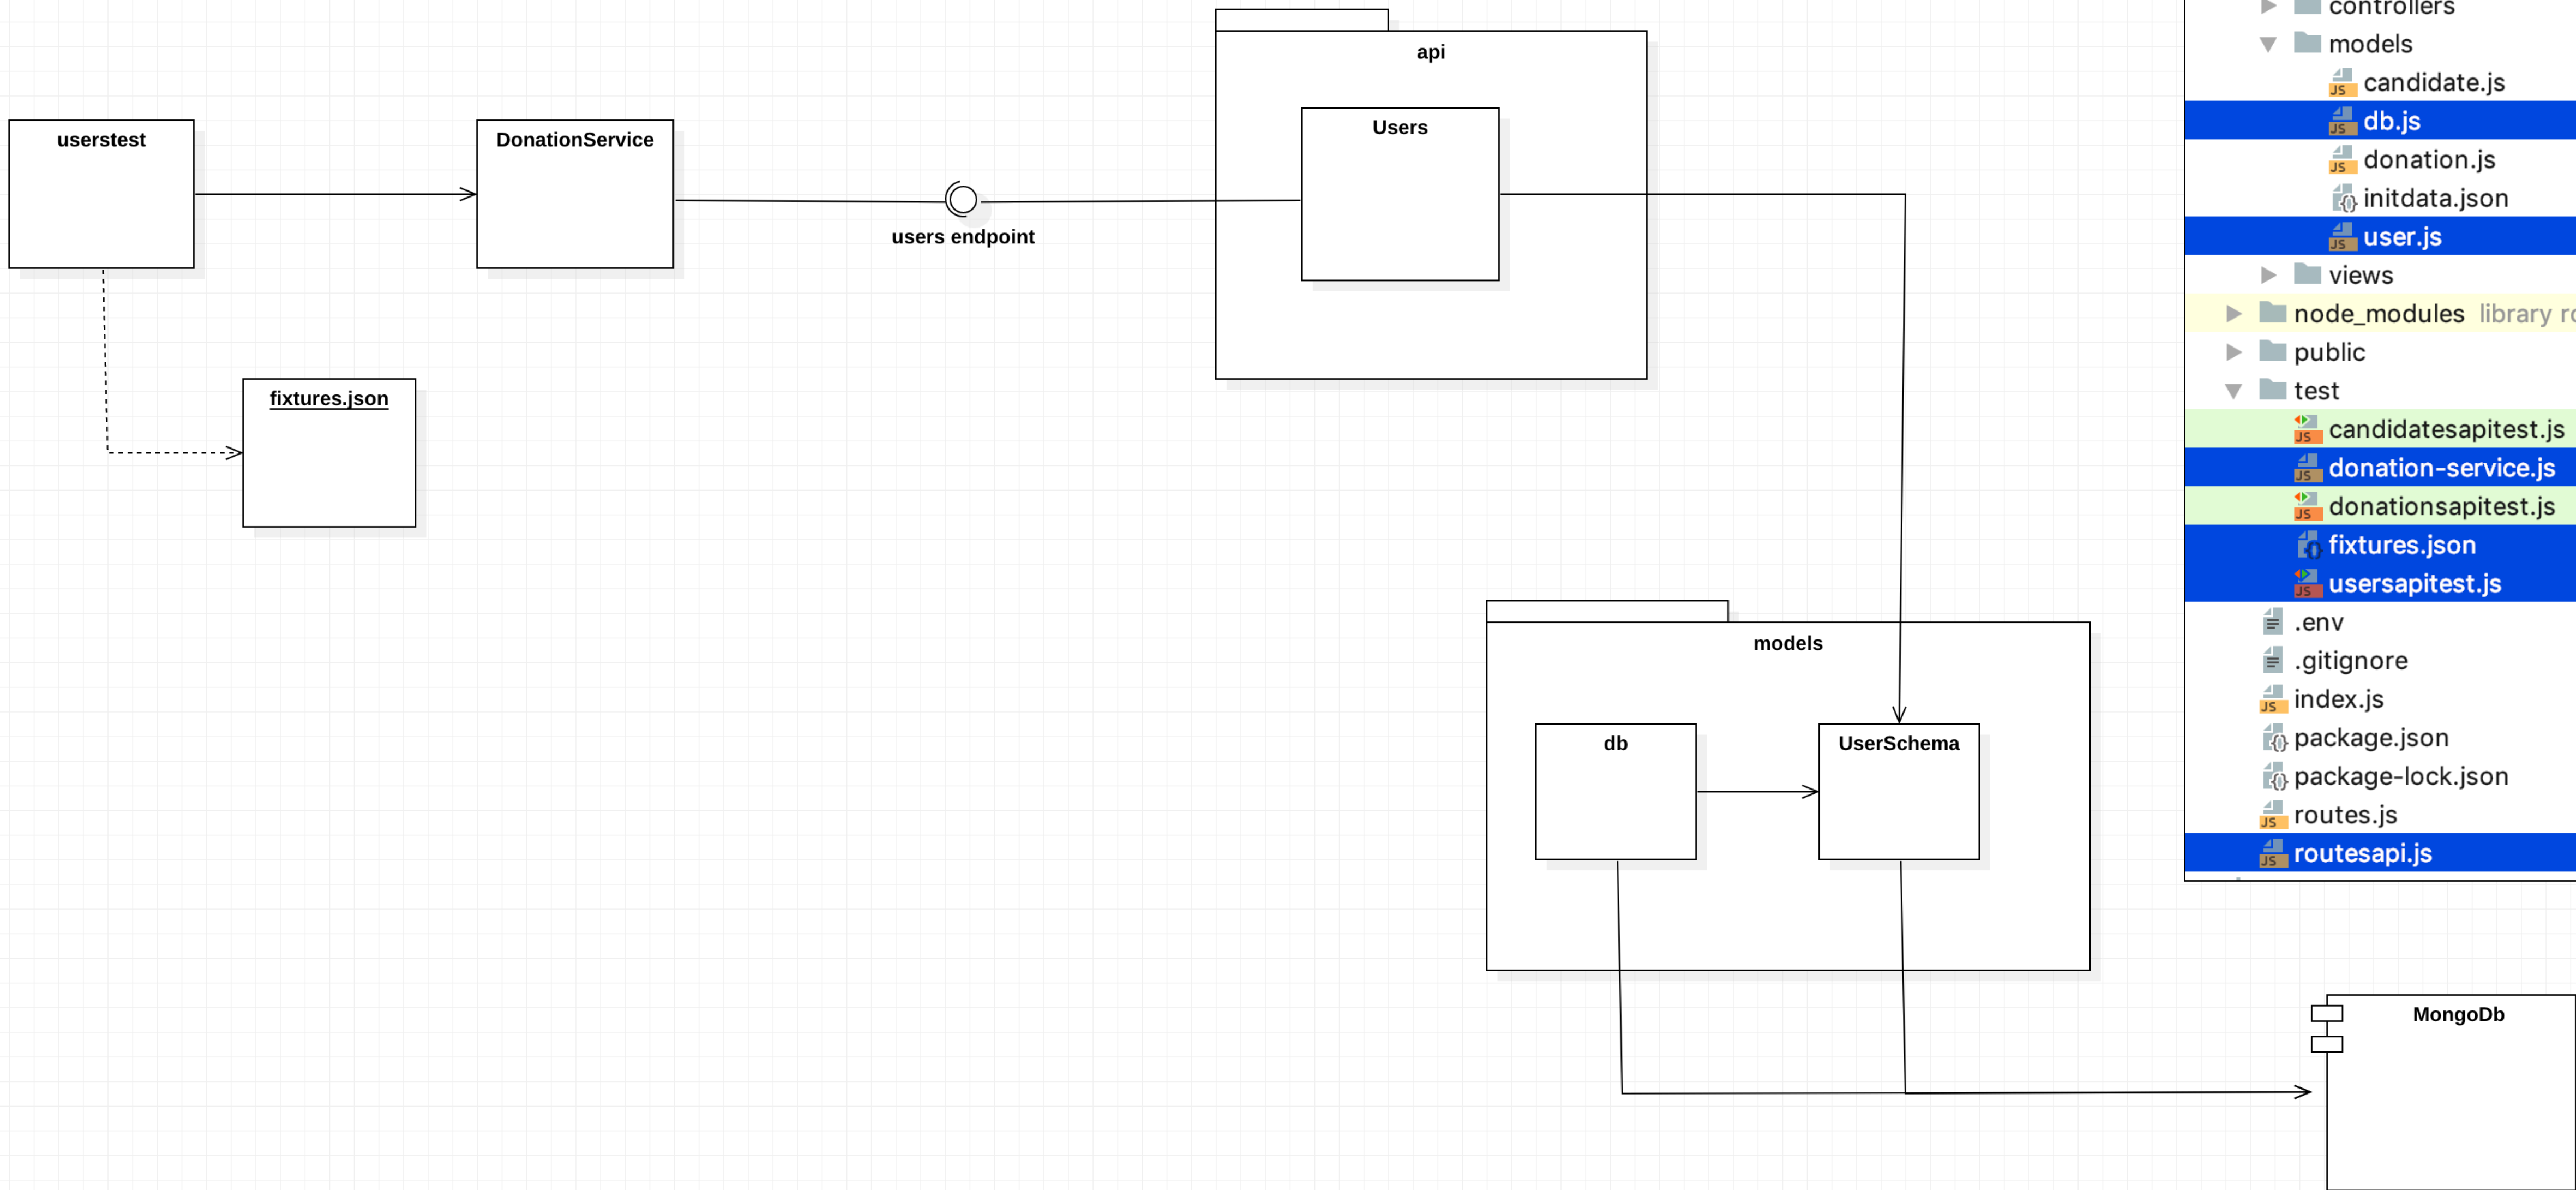 userstest
DonationService
users endpoint
api
Users
fixtures.json
models
db
UserSchema
MongoDb
controllers
models
candidate.js
db.js
donation.js
initdata.json
user.js
views
node_modules library
public
test
candidatesapitest.js
donation-service.js
donationsapitest.js
fixtures.json
usersapitest.js
.env
.gitignore
index.js
package.json
package-lock.json
routes.js
routesapi.js